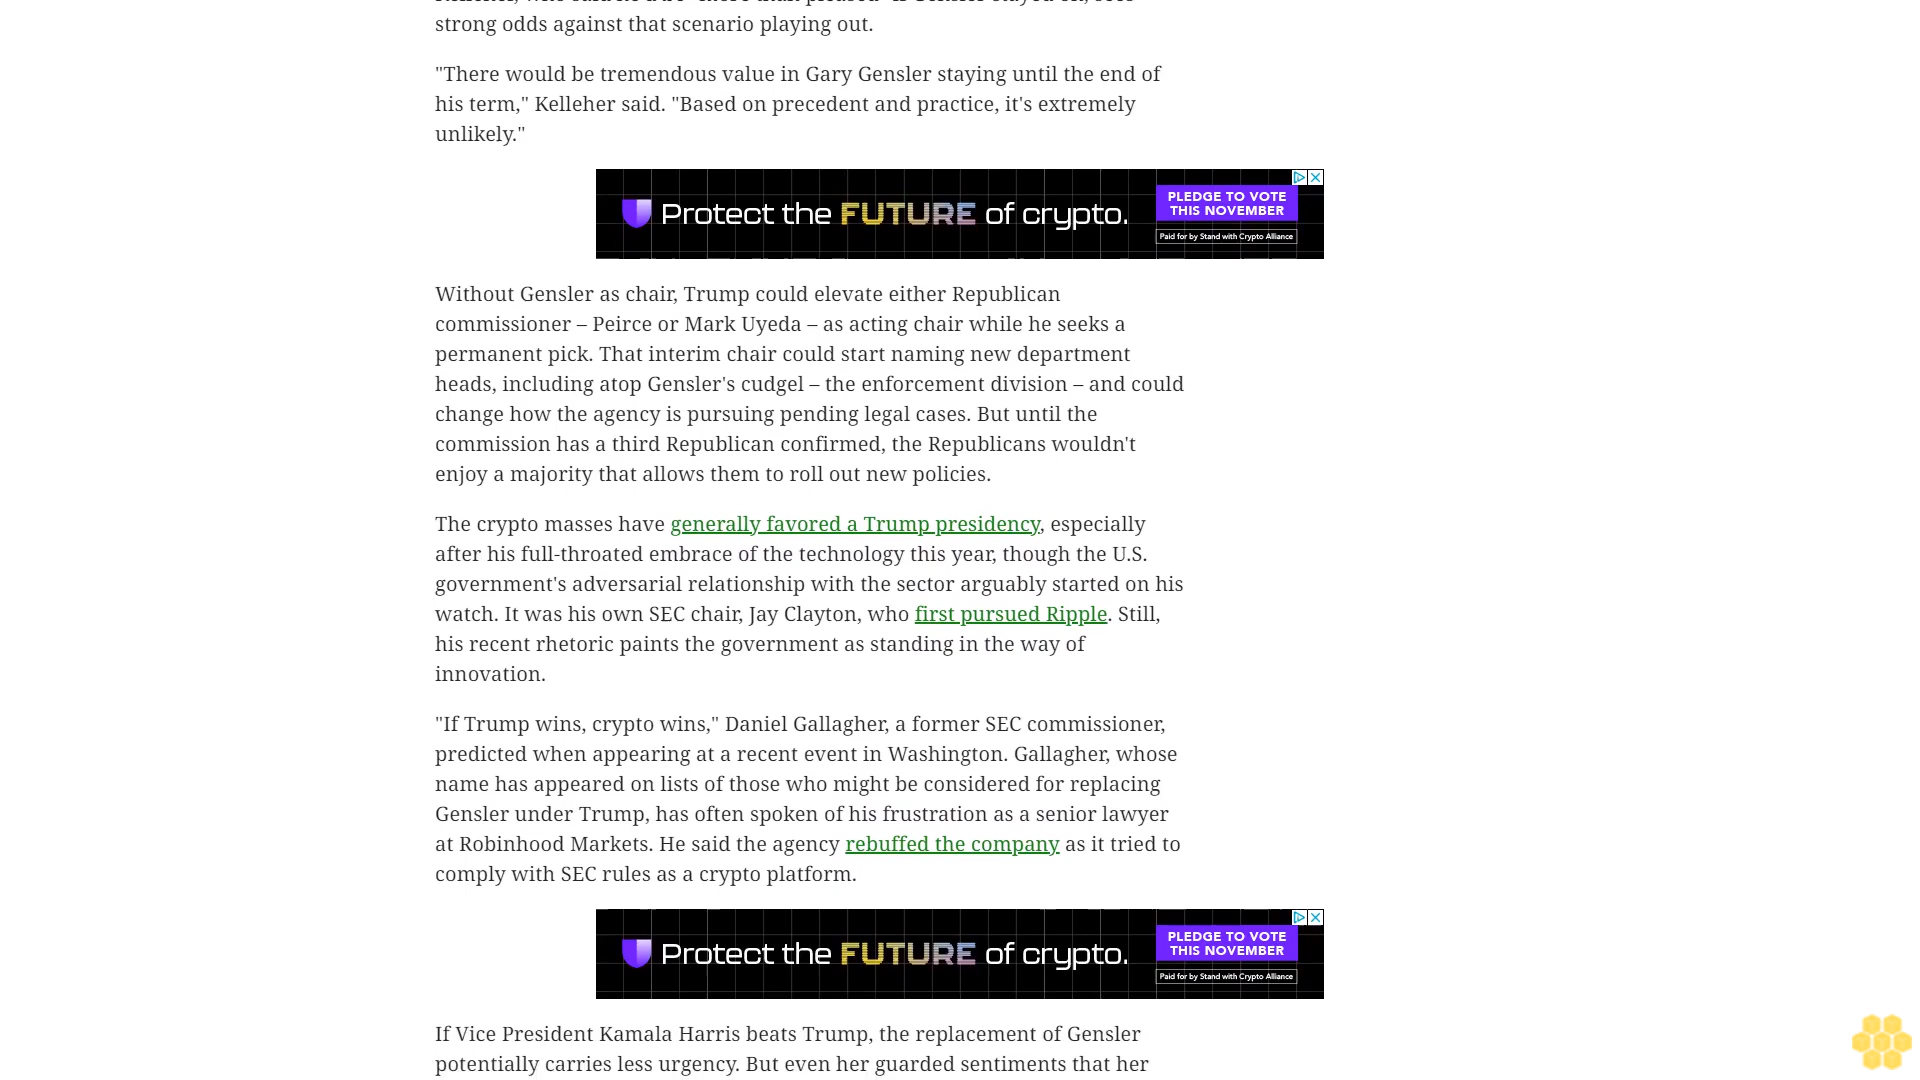 strong odds against that scenario playing out.
"There would be tremendous value in Gary Gensler staying until the end of
his term," Kelleher said. "Based on precedent and practice, it's extremely
unlikely."
Protect the FUTURE of crypto.
PLEDGE TO VOTE
THIS NOVEMBER
Paid for by Stand with Crypto Alliance
Without Gensler as chair, Trump could elevate either Republican
commissioner – Peirce or Mark Uyeda – as acting chair while he seeks a
permanent pick. That interim chair could start naming new department
heads, including atop Gensler's cudgel – the enforcement division – and could
change how the agency is pursuing pending legal cases. But until the
commission has a third Republican confirmed, the Republicans wouldn't
enjoy a majority that allows them to roll out new policies.
The crypto masses have generally favored a Trump presidency, especially
after his full-throated embrace of the technology this year, though the U.S.
government's adversarial relationship with the sector arguably started on his
watch. It was his own SEC chair, Jay Clayton, who first pursued Ripple. Still,
his recent rhetoric paints the government as standing in the way of
innovation.
"If Trump wins, crypto wins," Daniel Gallagher, a former SEC commissioner,
predicted when appearing at a recent event in Washington. Gallagher, whose
name has appeared on lists of those who might be considered for replacing
Gensler under Trump, has often spoken of his frustration as a senior lawyer
at Robinhood Markets. He said the agency rebuffed the company as it tried to
comply with SEC rules as a crypto platform.
Protect the FUTURE of crypto.
PLEDGE TO VOTE
THIS NOVEMBER
Paid for by Stand with Crypto Alliance
If Vice President Kamala Harris beats Trump, the replacement of Gensler
potentially carries less urgency. But even her guarded sentiments that her